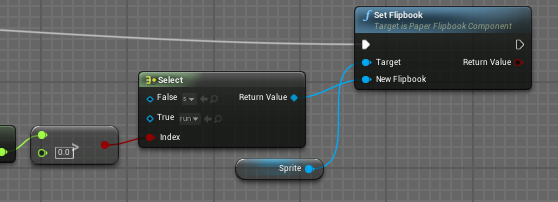 Set Flipbook
Target is Paper Flipbook Component
Target
Return Value
New Flipbook
Select
False
s
Return Value
True
run
Index
>
0.0
Sprite